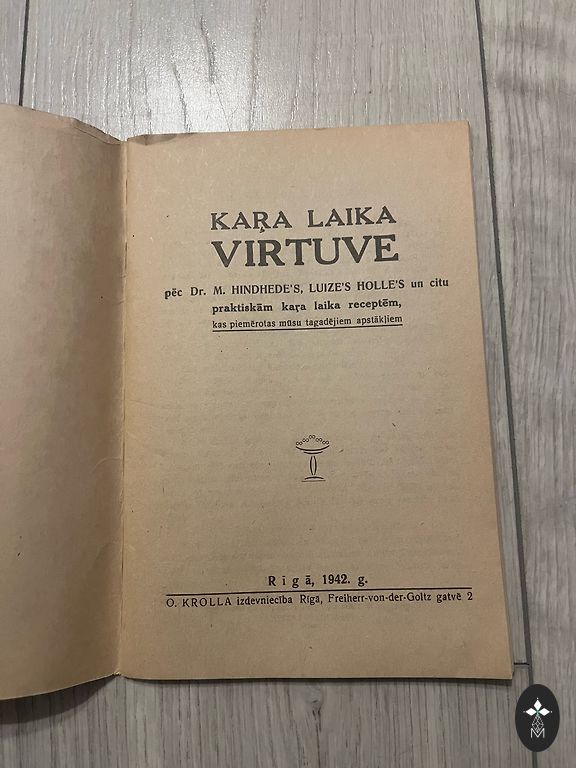 KAŖA LAIKA
VIRTUVE
pēc Dr. M. HINDHEDE'S, LUIZE'S HOLLE'S un citu
praktiskām kaŗa laika receptēm,
kas piemērotas mūsu tagadējiem apstākļiem
Rīgā, 1942. g.
O. KROLLA izdevniecība Rīgā, Freiherr-von-der-Goltz gatvē 2
M